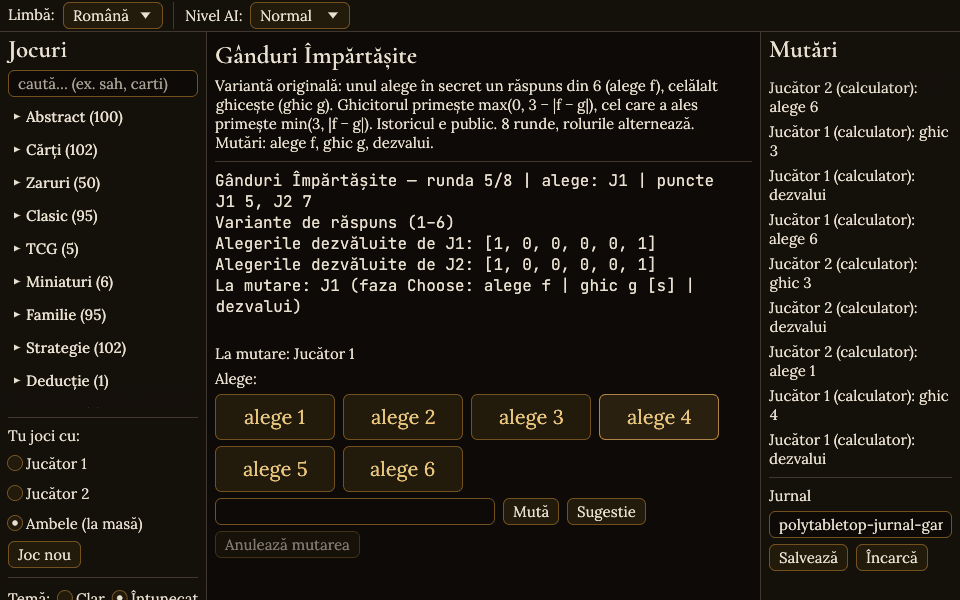 Limbă: Română ▼ Nivel AI: Normal ▼
Jocuri
caută... (ex. sah, carti)
▸ Abstract (100)
▸ Cărți (102)
▸ Zaruri (50)
▸ Clasic (95)
▸ TCG (5)
▸ Miniaturi (6)
▸ Familie (95)
▸ Strategie (102)
▸ Deducție (1)
Tu joci cu:
Jucător 1
Jucător 2
Ambele (la masă)
Joc nou
Temă: Clar Întunecat
Gânduri Împărtășite
Variantă originală: unul alege în secret un răspuns din 6 (alege f), celălalt
ghicește (ghic g). Ghicitorul primește max(0, 3 − |f − g|), cel care a ales
primește min(3, |f − g|). Istoricul e public. 8 runde, rolurile alternează.
Mutări: alege f, ghic g, dezvalui.
Gânduri Împărtășite — runda 5/8 | alege: J1 | puncte
J1 5, J2 7
Variante de răspuns (1–6)
Alegerile dezvăluite de J1: [1, 0, 0, 0, 0, 1]
Alegerile dezvăluite de J2: [1, 0, 0, 0, 0, 1]
La mutare: J1 (faza Choose: alege f | ghic g [s] |
dezvalui)
La mutare: Jucător 1
Alege:
alege 1 alege 2 alege 3 alege 4
alege 5 alege 6
Mută Sugestie
Anulează mutarea
Mutări
Jucător 2 (calculator):
alege 6
Jucător 1 (calculator): ghic
3
Jucător 1 (calculator):
dezvalui
Jucător 1 (calculator):
alege 6
Jucător 2 (calculator):
ghic 3
Jucător 2 (calculator):
dezvalui
Jucător 2 (calculator):
alege 1
Jucător 1 (calculator): ghic
4
Jucător 1 (calculator):
dezvalui
Jurnal
polytabletop-jurnal-gar
Salvează Încarcă